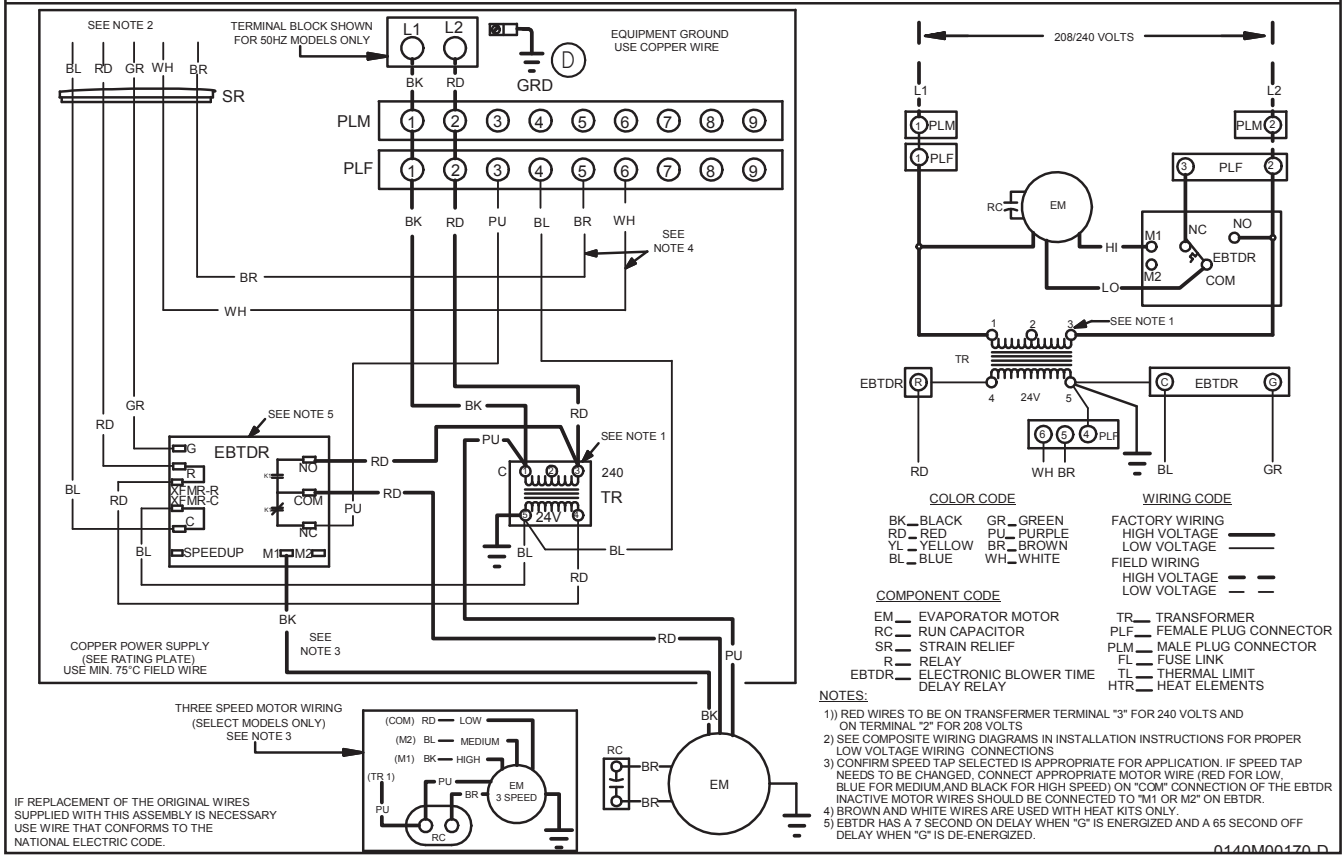 SEE NOTE 2
TERMINAL BLOCK SHOWN
FOR 50HZ MODELS ONLY
L1 L2
EQUIPMENT GROUND
USE COPPER WIRE
D
GRD
BL RD GR WH BR
SR
BK RD
PLM 1 2 3 4 5 6 7 8 9
PLF 1 2 3 4 5 6 7 8 9
BK RD PU BL BR WH
SEE
NOTE 4
BR
WH
GR
RD
BL
SEE NOTE 5
EBTDR
G
R
XFMR-R
XFMR-C
C
SPEEDUP
M1 M2
NO
COM
NC
K1
K1
RD
RD
PU
RD
BL
BK
PU
RD
SEE NOTE 1
C 1 2 3 240
TR
5 24V 4
BL
BL
RD
BK
SEE
NOTE 3
RD
PU
COPPER POWER SUPPLY
(SEE RATING PLATE)
USE MIN. 75°C FIELD WIRE
BK
RC
BR
BR
EM
THREE SPEED MOTOR WIRING
(SELECT MODELS ONLY)
SEE NOTE 3
(COM) RD LOW
(M2) BL MEDIUM
(M1) BK HIGH
(TR 1)
PU
BR
PU
EM
3 SPEED
RC
IF REPLACEMENT OF THE ORIGINAL WIRES
SUPPLIED WITH THIS ASSEMBLY IS NECESSARY
USE WIRE THAT CONFORMS TO THE
NATIONAL ELECTRIC CODE.
208/240 VOLTS
L1 L2
1 PLM
PLM 2
1 PLF
3 PLF 2
RC
EM
HI
LO
M1
M2
NC
NO
EBTDR
COM
1 2 3
SEE NOTE 1
TR
EBTDR R
4 24V 5
C EBTDR G
6 5 4 PLF
RD
WH BR
BL
GR
COLOR CODE
BK BLACK GR GREEN
RD RED PU PURPLE
YL YELLOW BR BROWN
BL BLUE WH WHITE
WIRING CODE
FACTORY WIRING
HIGH VOLTAGE
LOW VOLTAGE
FIELD WIRING
HIGH VOLTAGE
LOW VOLTAGE
COMPONENT CODE
EM EVAPORATOR MOTOR
RC RUN CAPACITOR
SR STRAIN RELIEF
R RELAY
EBTDR ELECTRONIC BLOWER TIME
DELAY RELAY
TR TRANSFORMER
PLF FEMALE PLUG CONNECTOR
PLM MALE PLUG CONNECTOR
FL FUSE LINK
TL THERMAL LIMIT
HTR HEAT ELEMENTS
NOTES:
1)) RED WIRES TO BE ON TRANSFERMER TERMINAL "3" FOR 240 VOLTS AND
ON TERMINAL "2" FOR 208 VOLTS
2) SEE COMPOSITE WIRING DIAGRAMS IN INSTALLATION INSTRUCTIONS FOR PROPER
LOW VOLTAGE WIRING CONNECTIONS
3) CONFIRM SPEED TAP SELECTED IS APPROPRIATE FOR APPLICATION. IF SPEED TAP
NEEDS TO BE CHANGED, CONNECT APPROPRIATE MOTOR WIRE (RED FOR LOW,
BLUE FOR MEDIUM,AND BLACK FOR HIGH SPEED) ON "COM" CONNECTION OF THE EBTDR
INACTIVE MOTOR WIRES SHOULD BE CONNECTED TO "M1 OR M2" ON EBTDR.
4) BROWN AND WHITE WIRES ARE USED WITH HEAT KITS ONLY.
5) EBTDR HAS A 7 SECOND ON DELAY WHEN "G" IS ENERGIZED AND A 65 SECOND OFF
DELAY WHEN "G" IS DE-ENERGIZED.
0140M00170-D